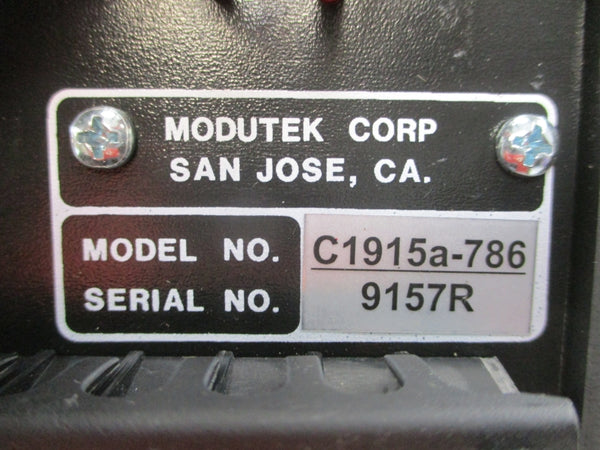 MODUTEK CORP
SAN JOSE, CA.
MODEL NO. C1915a-786
SERIAL NO. 9157R